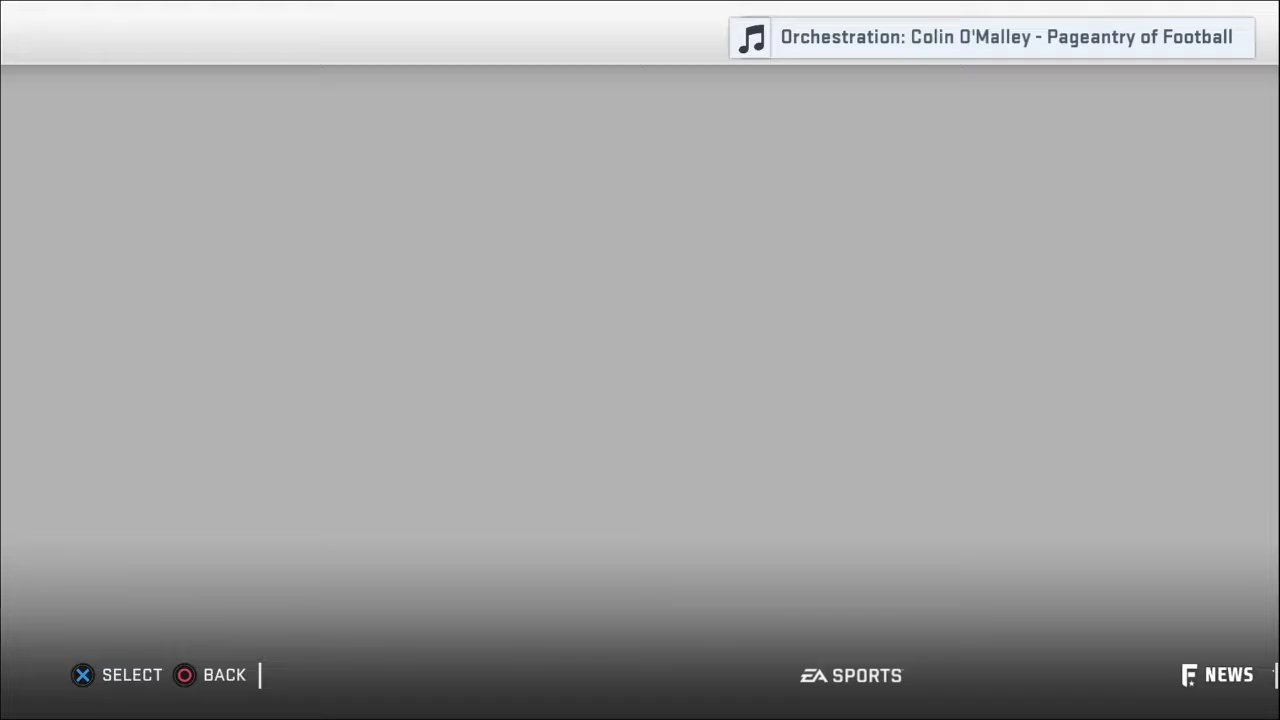 Orchestration: Colin O'Malley - Pageantry of Football
SELECT BACK EA SPORTS F NEWS